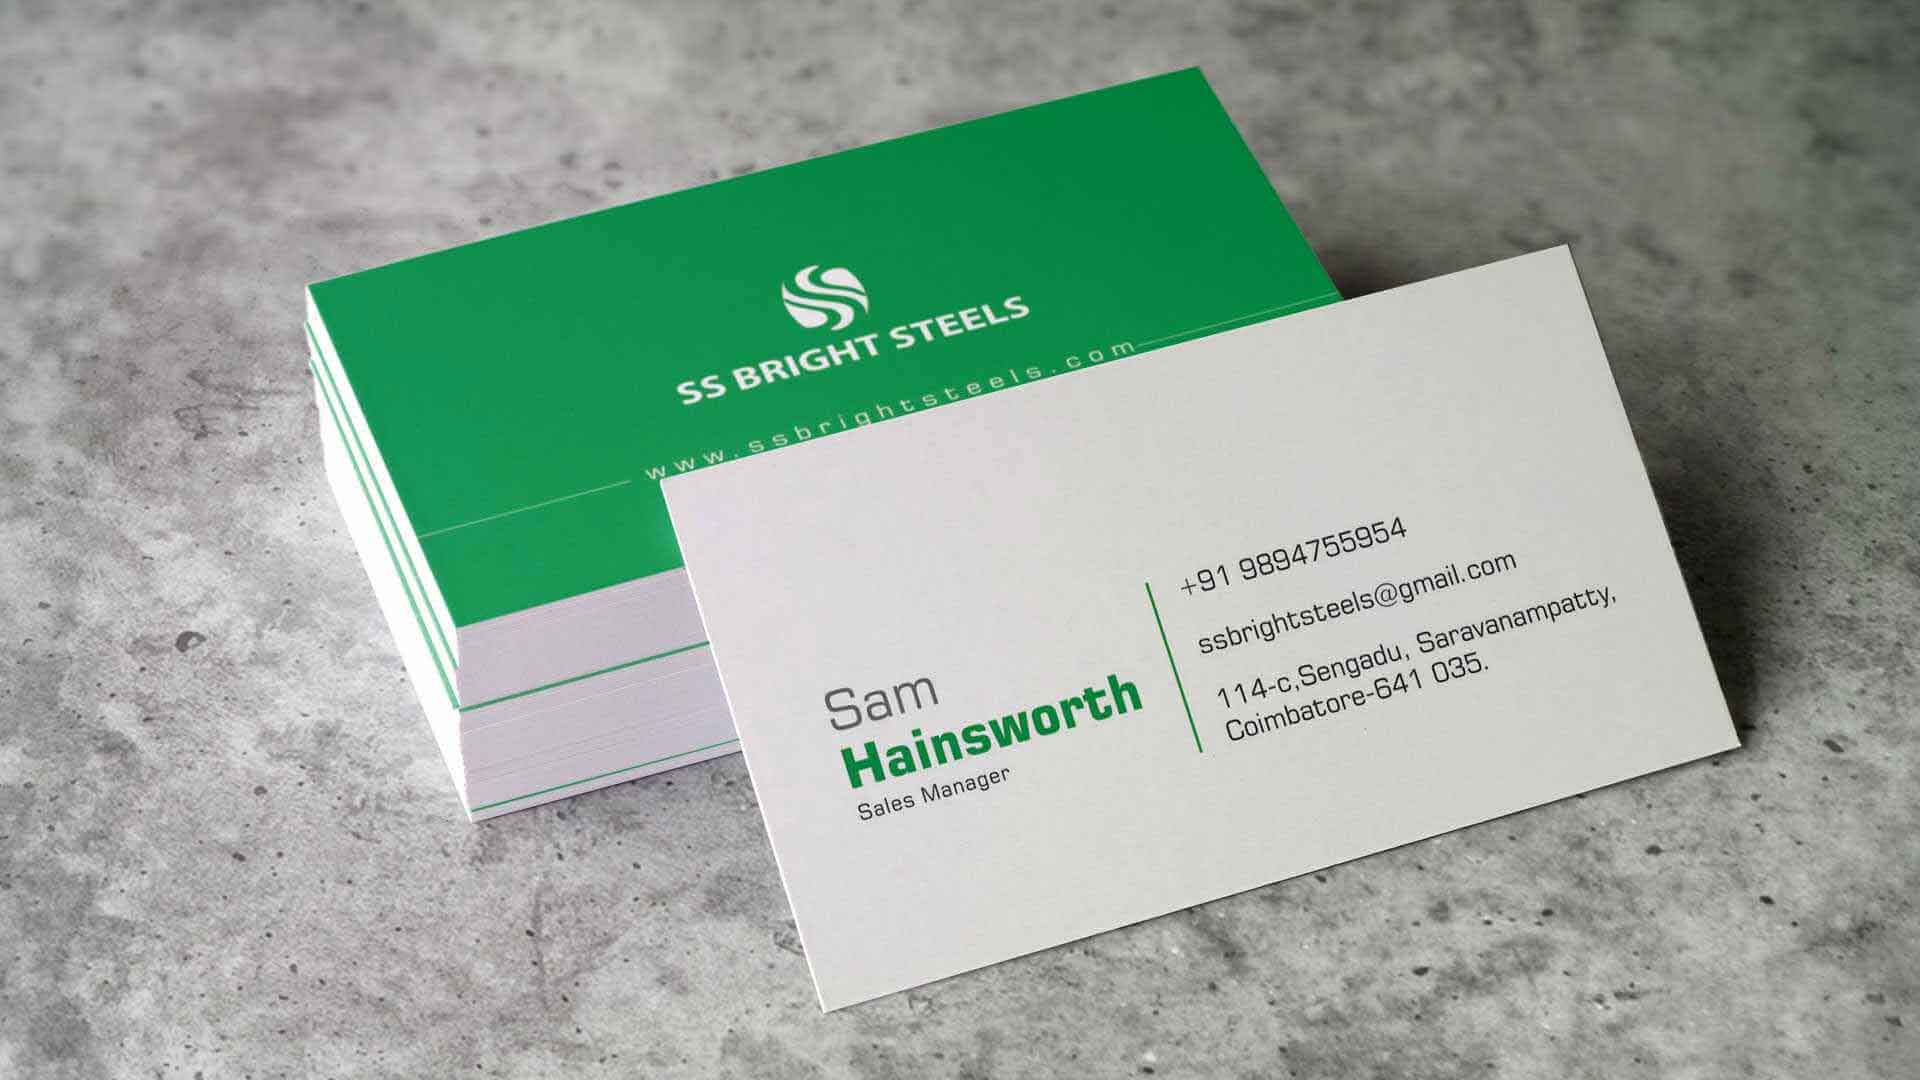 SS BRIGHT STEELS
www.ssbrightsteels.com
Sam
Hainsworth
Sales Manager
+91 9894755954
ssbrightsteels@gmail.com
114-c,Sengadu, Saravanampatty,
Coimbatore-641 035.